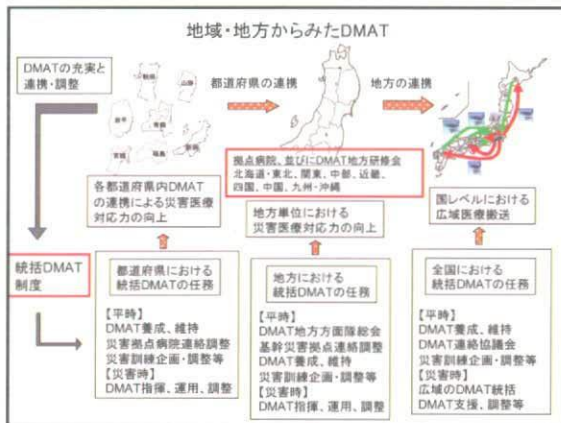 地域・地方からみたDMAT
DMATの充実と
連携・調整
都道府県の連携
地方の連携
拠点病院、並びにDMAT地方研修会
北海道・東北、関東、中部、近畿、
四国、中国、九州・沖縄
各都道府県内DMAT
の連携による災害医療
対応力の向上
地方単位における
災害医療対応力の向上
国レベルにおける
広域医療搬送
統括DMAT
制度
都道府県における
統括DMATの任務
【平時】
DMAT養成、維持
災害拠点病院連絡調整
災害訓練企画・調整等
【災害時】
DMAT指揮、運用、調整
地方における
統括DMATの任務
【平時】
DMAT地方方面隊総会
基幹災害拠点連絡調整
DMAT養成、維持
災害訓練企画・調整等
【災害時】
DMAT指揮、運用、調整
全国における
統括DMATの任務
【平時】
DMAT養成、維持
DMAT連絡協議会
災害訓練企画・調整等
【災害時】
広域のDMAT統括
DMAT支援、調整等